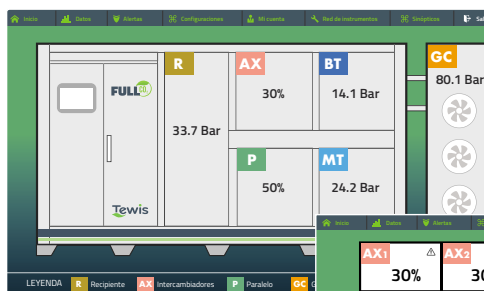 Inicio Datos Alertas Configuraciones Mi cuenta Red de instrumentos Sinópticos Sal
R AX BT GC
FULL CO2
30% 14.1 Bar 80.1 Bar
33.7 Bar
P MT
50% 24.2 Bar
Tewis
Inicio Datos Alertas
AX1 AX2
30% 30
LEYENDA R Recipiente AX Intercambiadores P Paralelo GC G